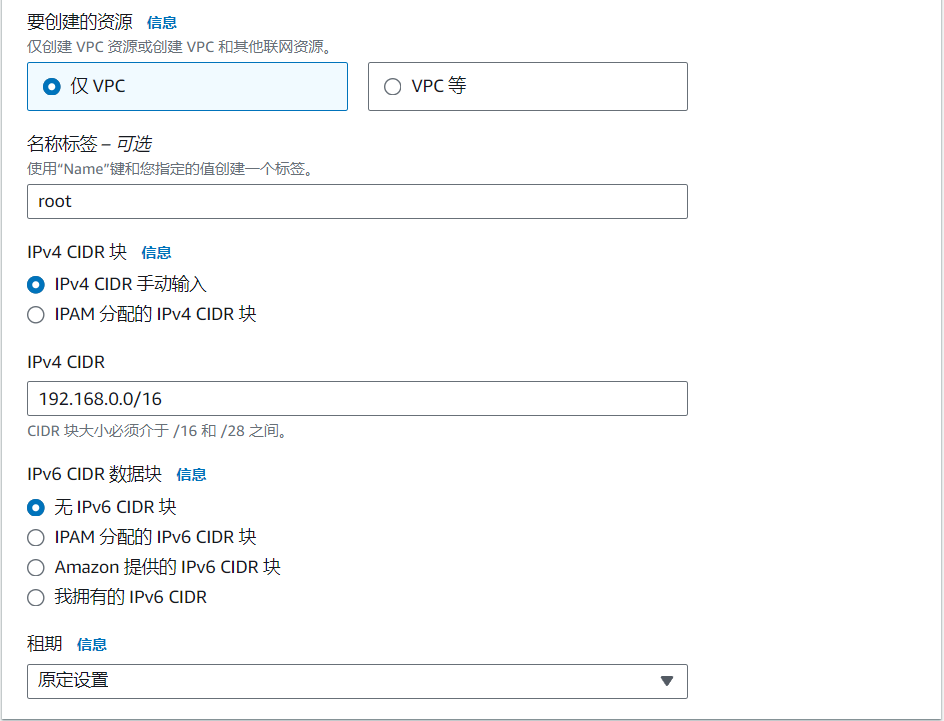 要创建的资源 信息
仅创建 VPC 资源或创建 VPC 和其他联网资源。
仅 VPC
VPC 等
名称标签 – 可选
使用“Name”键和您指定的值创建一个标签。
root
IPv4 CIDR 块 信息
IPv4 CIDR 手动输入
IPAM 分配的 IPv4 CIDR 块
IPv4 CIDR
192.168.0.0/16
CIDR 块大小必须介于 /16 和 /28 之间。
IPv6 CIDR 数据块 信息
无 IPv6 CIDR 块
IPAM 分配的 IPv6 CIDR 块
Amazon 提供的 IPv6 CIDR 块
我拥有的 IPv6 CIDR
租期 信息
原定设置